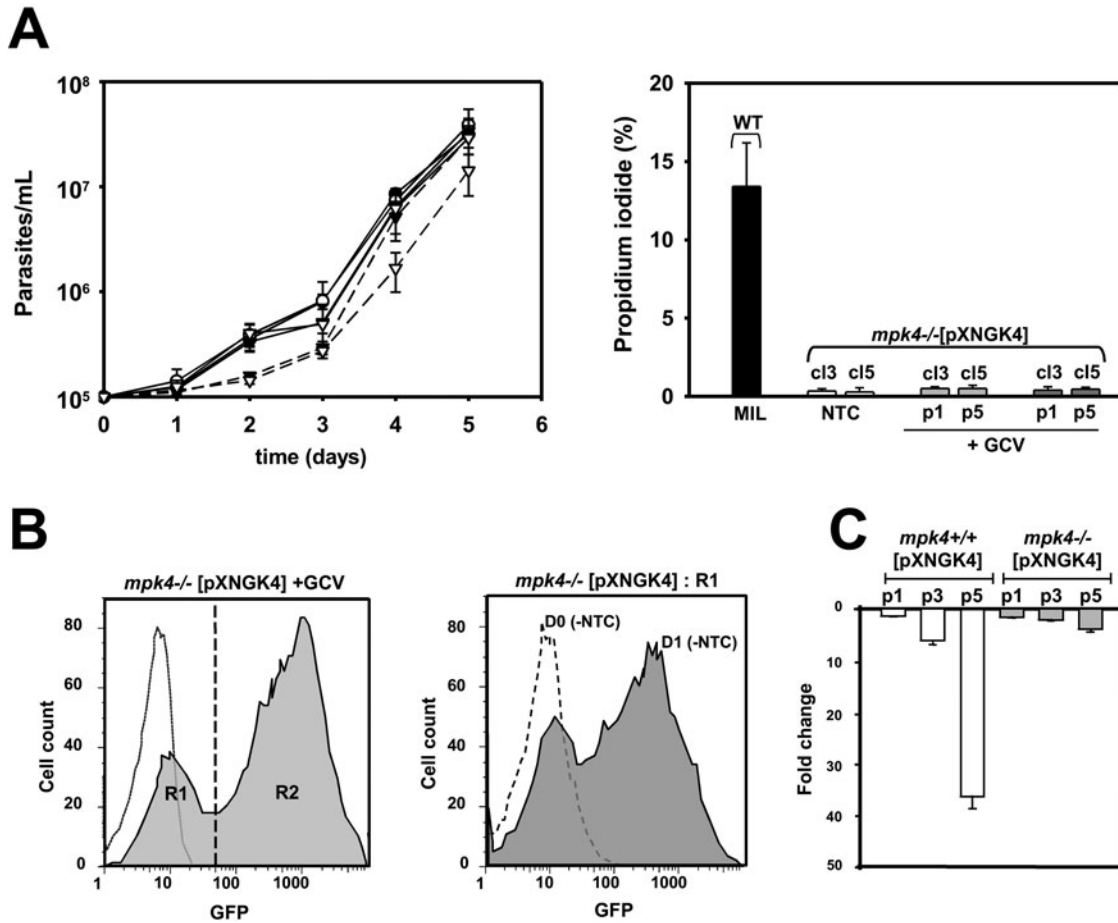 A
Parasites/mL
10⁸
10⁷
10⁶
10⁵
0 1 2 3 4 5 6
time (days)
Propidium iodide (%)
20
15
10
5
0
WT
mpk4-/-[pXNGK4]
cl3 cl5 cl3 cl5 cl3 cl5
MIL NTC p1 p5 p1 p5
+ GCV
B
mpk4-/- [pXNGK4] +GCV
Cell count
80
60
40
20
0
R1 R2
1 10 100 1000
GFP
mpk4-/- [pXNGK4] : R1
D0 (-NTC)
D1 (-NTC)
Cell count
80
60
40
20
0
1 10 100 1000
GFP
C
mpk4+/+ mpk4-/-
[pXNGK4] [pXNGK4]
p1 p3 p5 p1 p3 p5
Fold change
0
10
20
30
40
50